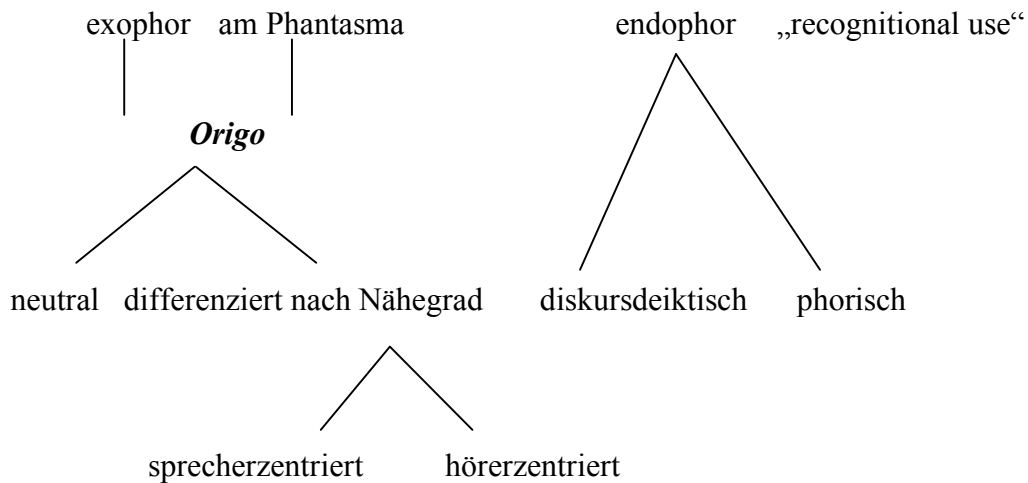 exophor am Phantasma endophor „recognitional use“
Origo
neutral differenziert nach Nähegrad diskursdeiktisch phorisch
sprecherzentriert hörerzentriert